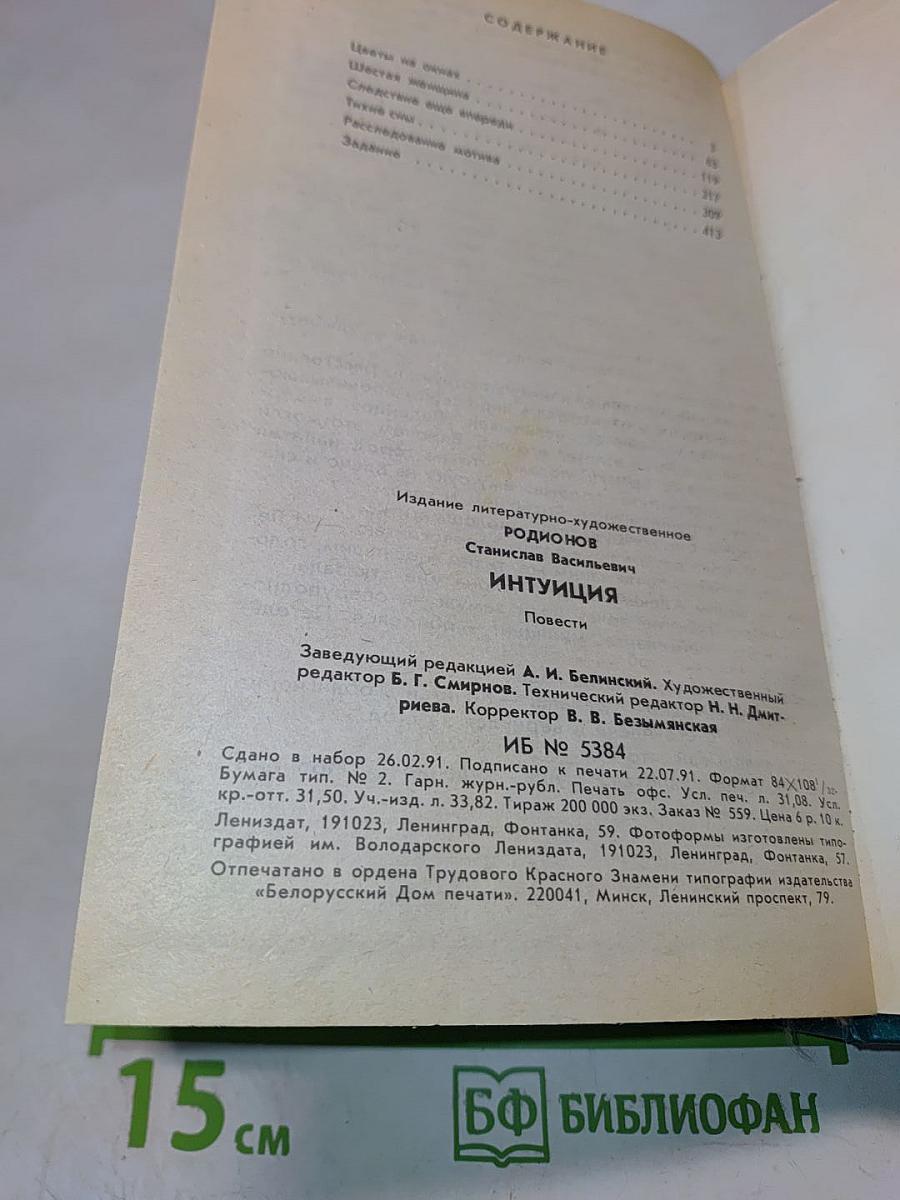 СОДЕРЖАНИЕ
Цветы на окнах . . . . . . . . . . . . . . . . 5
Шестая женщина . . . . . . . . . . . . . . . . 65
Следствие еще впереди . . . . . . . . . . . . . . . . 119
Тихие сны . . . . . . . . . . . . . . . . 217
Расследование мотива . . . . . . . . . . . . . . . . 309
Задание . . . . . . . . . . . . . . . . 413
Издание литературно-художественное
РОДИОНОВ
Станислав Васильевич
ИНТУИЦИЯ
Повести
Заведующий редакцией А. И. Белинский. Художественный
редактор Б. Г. Смирнов. Технический редактор Н. Н. Дмит-
риева. Корректор В. В. Безымянская
ИБ № 5384
Сдано в набор 26.02.91. Подписано к печати 22.07.91. Формат 84×108¹/₃₂.
Бумага тип. № 2. Гарн. журн.-рубл. Печать офс. Усл. печ. л. 31,08. Усл.
кр.-отт. 31,50. Уч.-изд. л. 33,82. Тираж 200 000 экз. Заказ № 559. Цена 6 р. 10 к.
Лениздат, 191023, Ленинград, Фонтанка, 59. Фотоформы изготовлены типо-
графией им. Володарского Лениздата, 191023, Ленинград, Фонтанка, 57.
Отпечатано в ордена Трудового Красного Знамени типографии издательства
«Белорусский Дом печати». 220041, Минск, Ленинский проспект, 79.
15 см
БФ БИБЛИОФАН